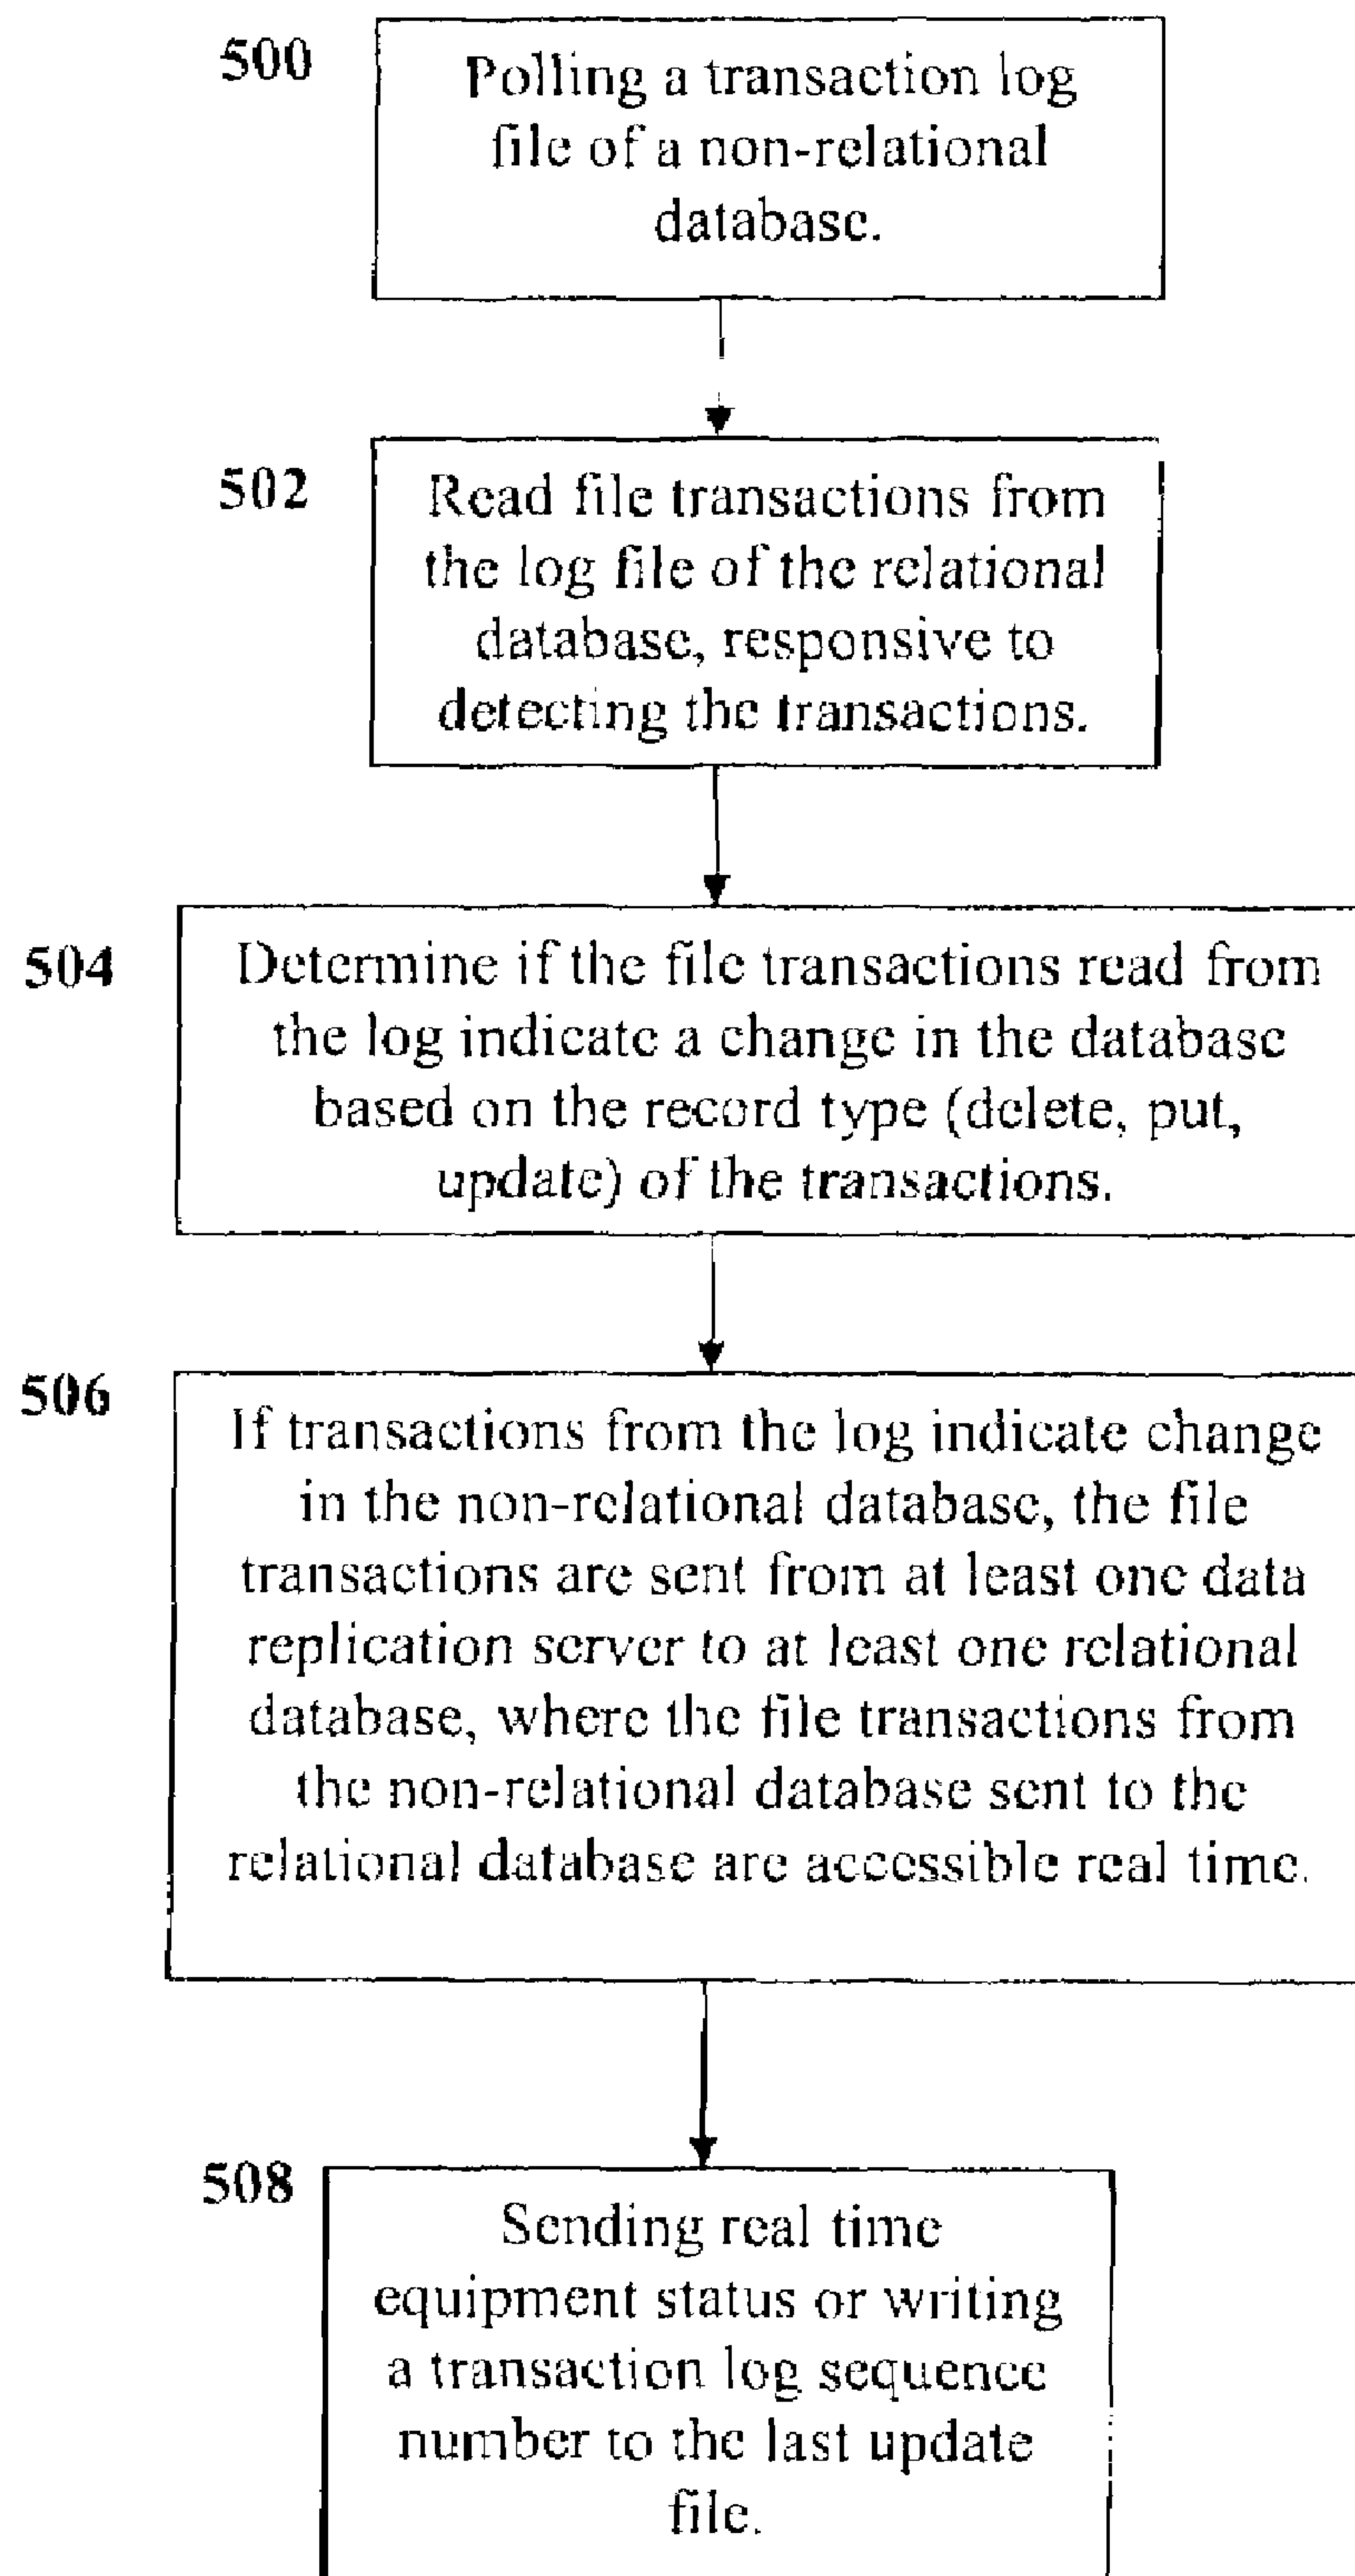 500
Polling a transaction log
file of a non-relational
database.
502
Read file transactions from
the log file of the relational
database, responsive to
detecting the transactions.
504
Determine if the file transactions read from
the log indicate a change in the database
based on the record type (delete, put,
update) of the transactions.
506
If transactions from the log indicate change
in the non-relational database, the file
transactions are sent from at least one data
replication server to at least one relational
database, where the file transactions from
the non-relational database sent to the
relational database are accessible real time.
508
Sending real time
equipment status or writing
a transaction log sequence
number to the last update
file.